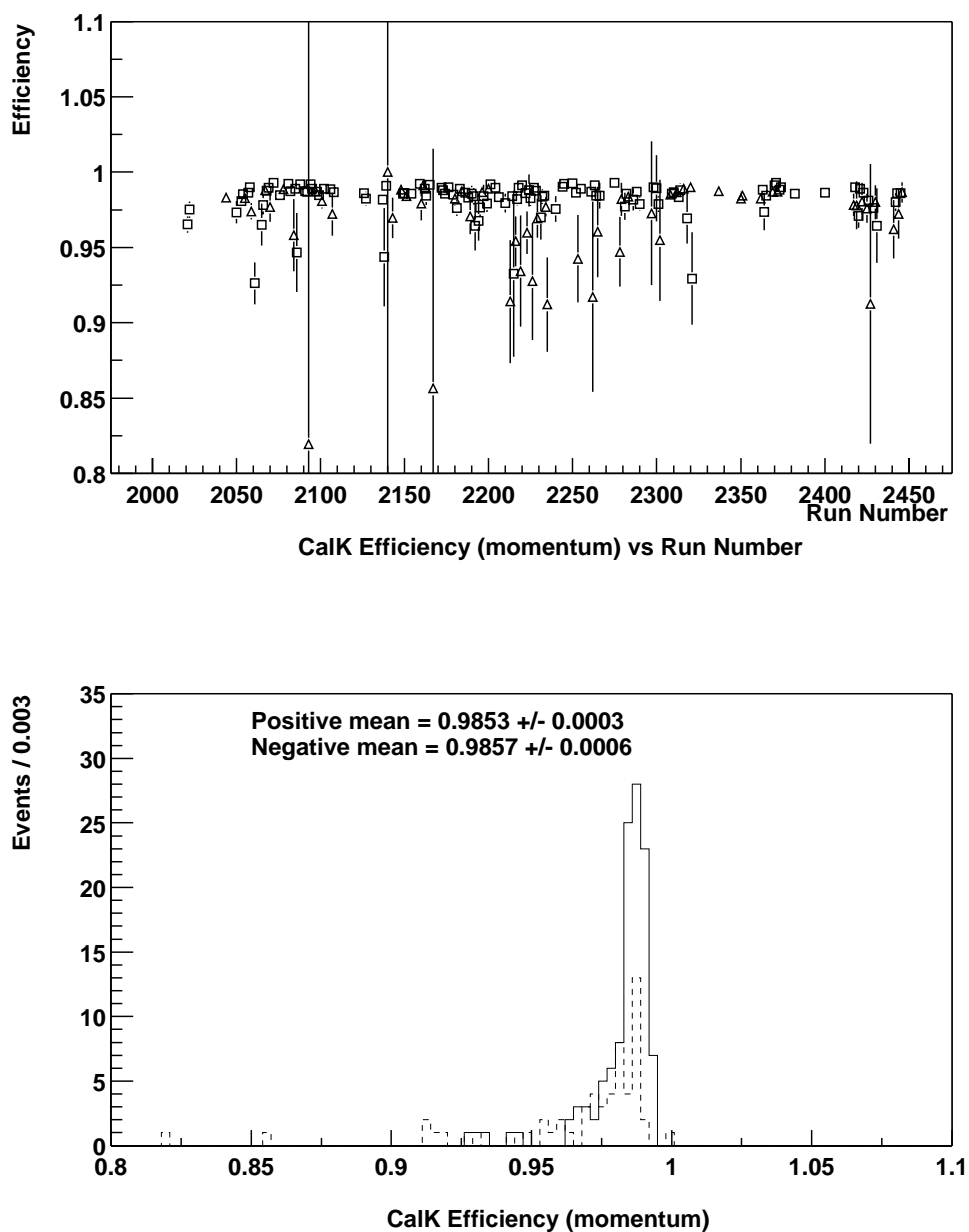 Efficiency
1.1
1.05
1
0.95
0.9
0.85
0.8
2000 2050 2100 2150 2200 2250 2300 2350 2400 2450
Run Number
CalK Efficiency (momentum) vs Run Number
Events / 0.003
35
30
25
20
15
10
5
0
Positive mean = 0.9853 +/- 0.0003
Negative mean = 0.9857 +/- 0.0006
0.8 0.85 0.9 0.95 1 1.05 1.1
CalK Efficiency (momentum)